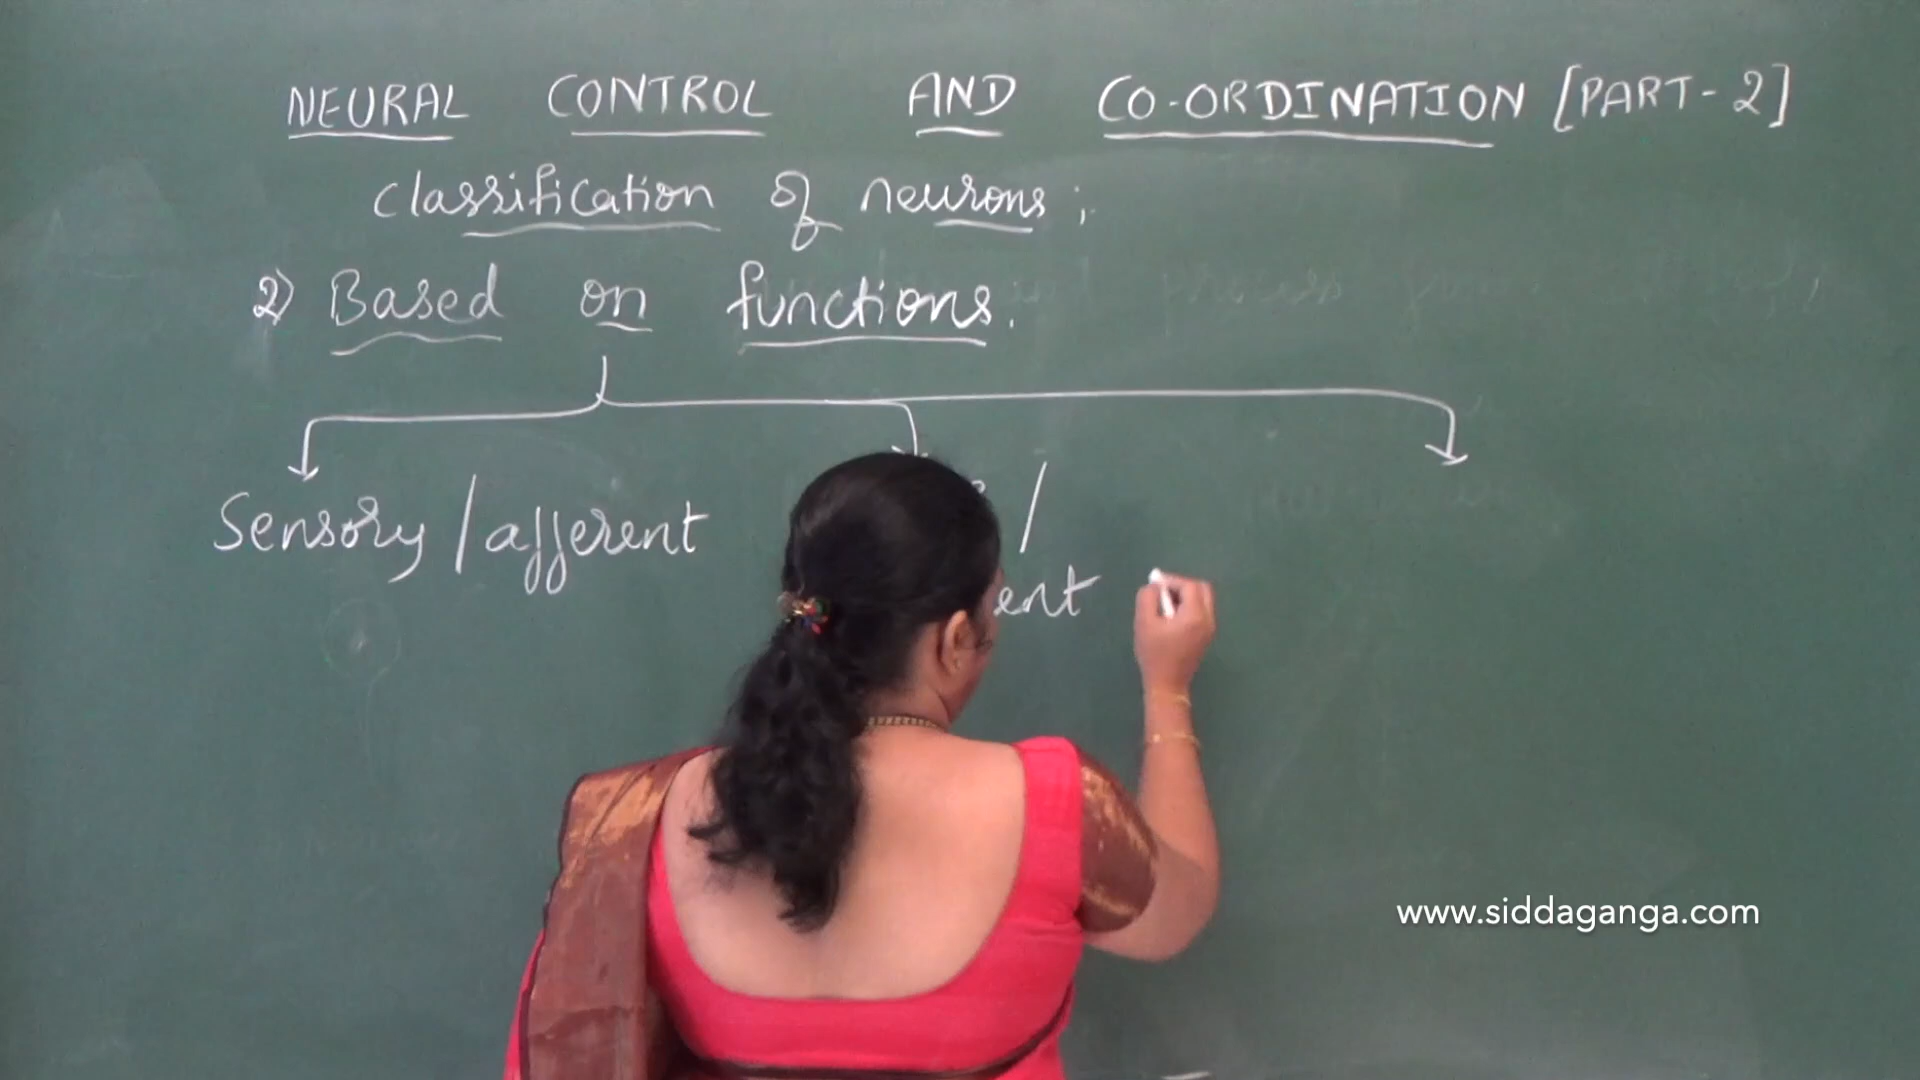 NEURAL CONTROL AND CO-ORDINATION [PART-2]
classification of neurons;
2) Based on functions.
Sensory / afferent
/
ent
www.siddaganga.com